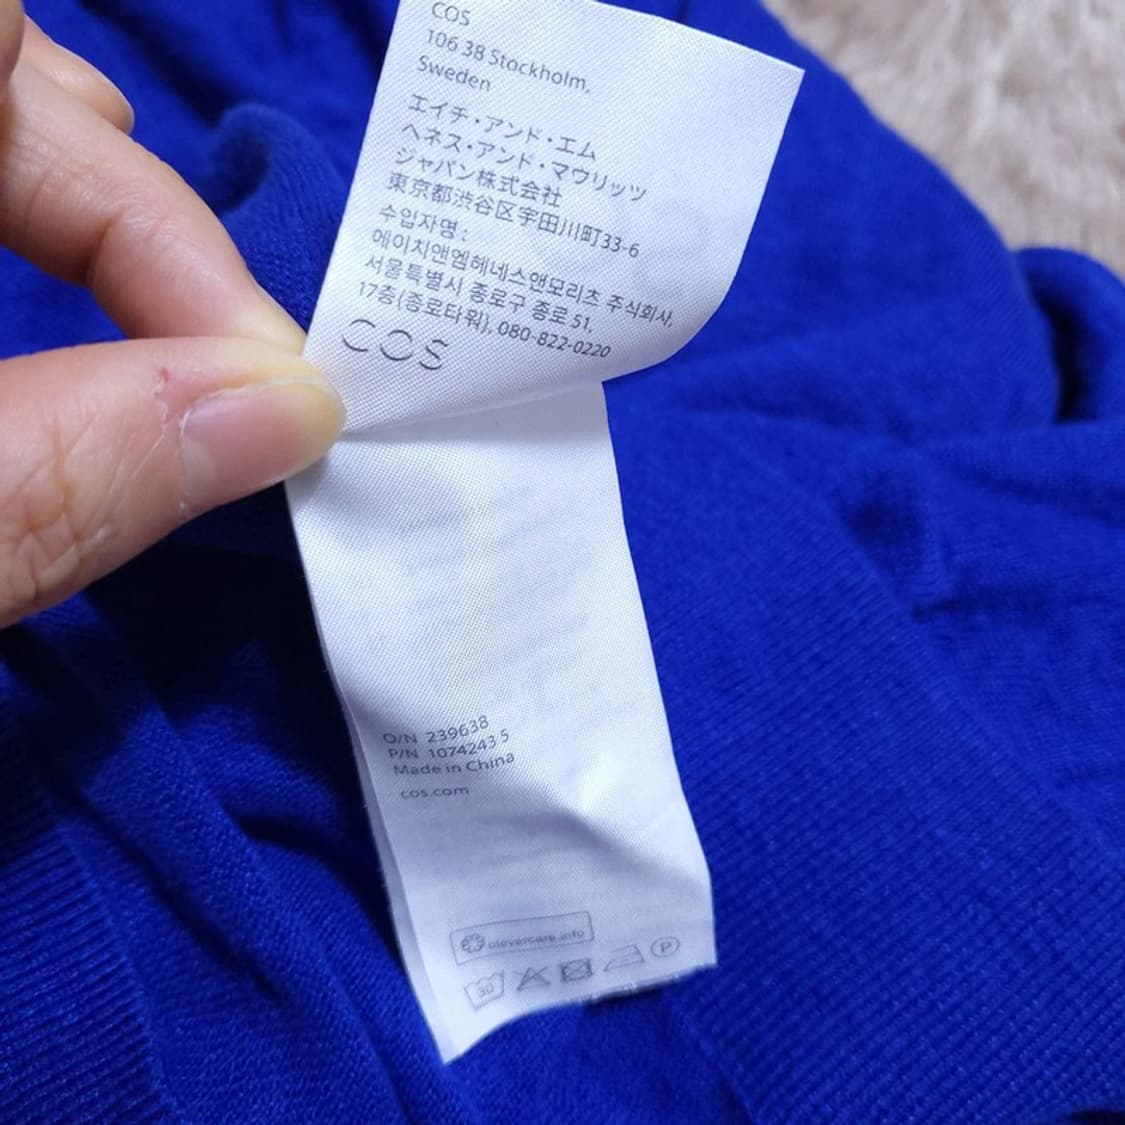 COS
106 38 Stockholm,
Sweden
エイチ・アンド・エム
ヘネス・アンド・マウリッツ
ジャパン株式会社
東京都渋谷区宇田川町33-6
수입자명 :
에이치앤엠헤네스앤모리츠 주식회사,
서울특별시 종로구 종로 51,
17층(종로타워), 080-822-0220
COS
O/N 239638
P/N 1074243 5
Made in China
cos.com
clevercare.info
30
P